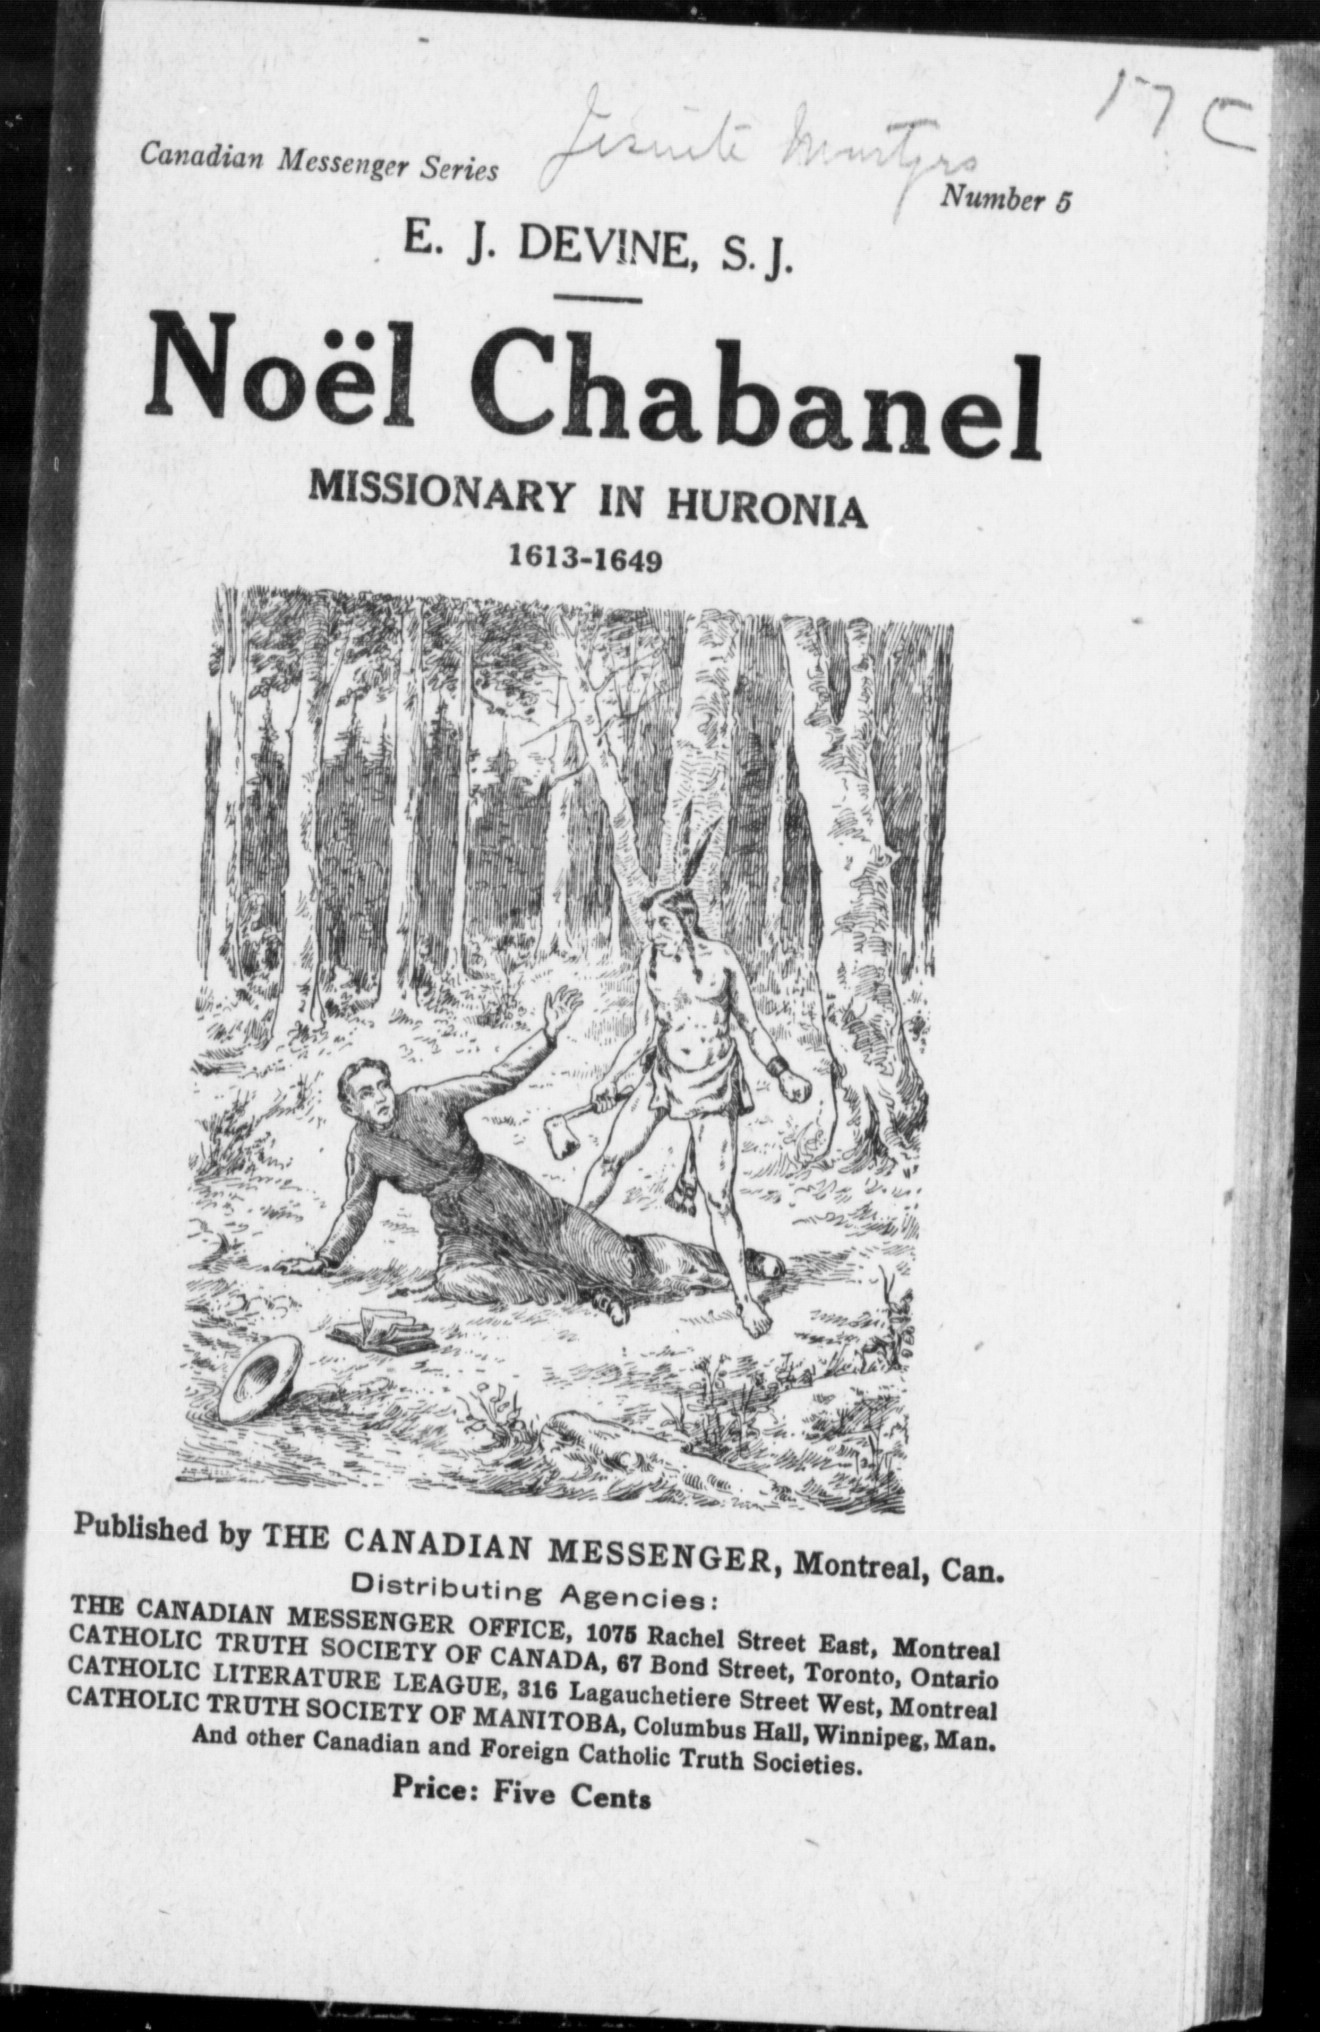 17 C
Jesuite Martyrs
Canadian Messenger Series
Number 5
E. J. DEVINE, S. J.
Noël Chabanel
MISSIONARY IN HURONIA
1613-1649
Published by THE CANADIAN MESSENGER, Montreal, Can.
Distributing Agencies:
THE CANADIAN MESSENGER OFFICE, 1075 Rachel Street East, Montreal
CATHOLIC TRUTH SOCIETY OF CANADA, 67 Bond Street, Toronto, Ontario
CATHOLIC LITERATURE LEAGUE, 316 Lagauchetiere Street West, Montreal
CATHOLIC TRUTH SOCIETY OF MANITOBA, Columbus Hall, Winnipeg, Man.
And other Canadian and Foreign Catholic Truth Societies.
Price: Five Cents